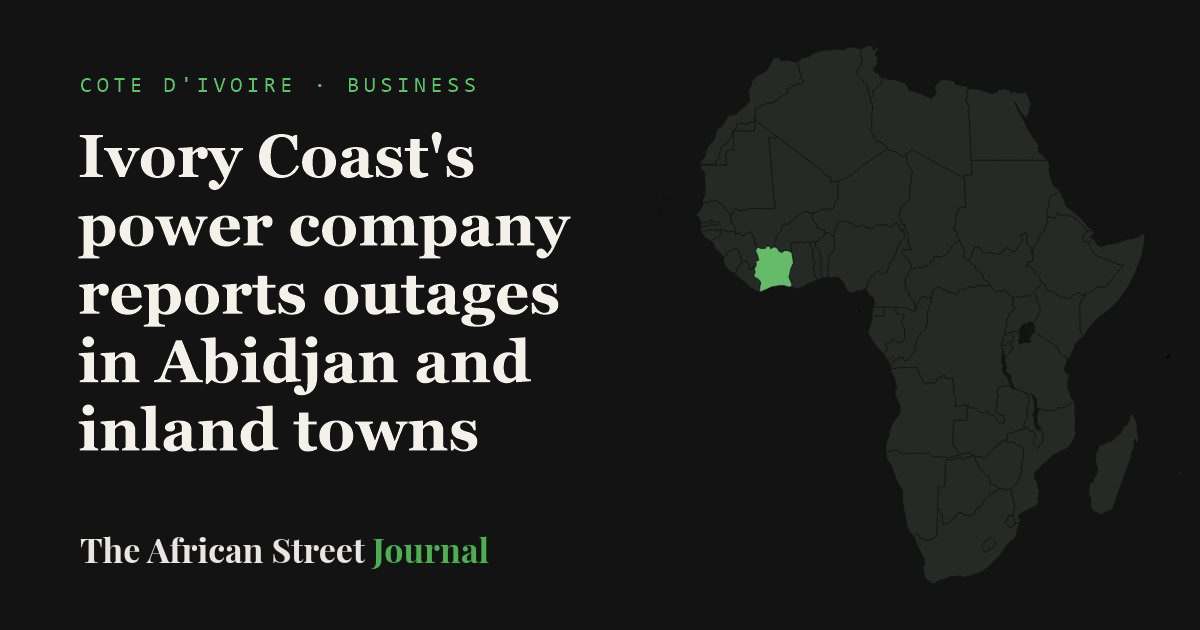 COTE D'IVOIRE · BUSINESS
Ivory Coast's
power company
reports outages
in Abidjan and
inland towns
The African Street Journal